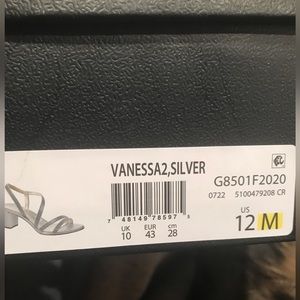 VANESSA2,SILVER
G8501F2020
0722 5100479208 CR
7 48149 78597 5
UK EUR cm
10 43 28
US
12 M